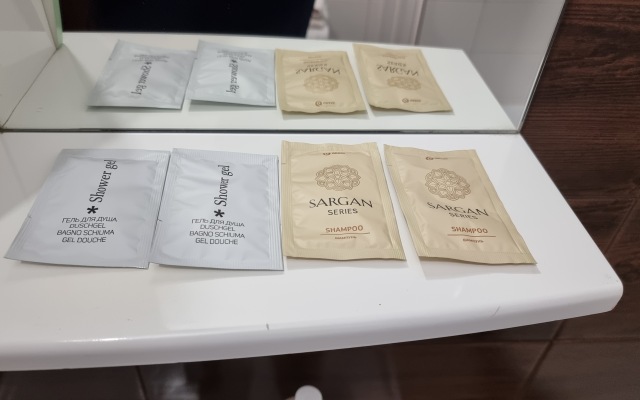 * Shower gel
ГЕЛЬ ДЛЯ ДУША
DUSCHGEL
BAGNO SCHIUMA
GEL DOUCHE
* Shower gel
ГЕЛЬ ДЛЯ ДУША
DUSCHGEL
BAGNO SCHIUMA
GEL DOUCHE
SARGAN
SERIES
SHAMPOO
SARGAN
SERIES
SHAMPOO